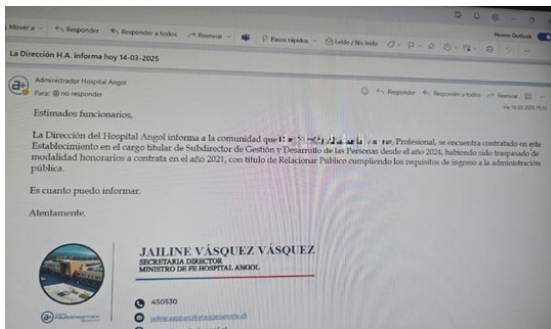 Mover a
Responder Responder a todos Reenviar Pasos rápidos Leído / No leído Nuevo Outlook
La Dirección H.A. informa hoy 14-03-2025
Administrador Hospital Angol
Para: no responder
Responder Responder a todos Reenviar
Estimados funcionarios,
La Dirección del Hospital Angol informa a la comunidad que Profesional, se encuentra contratado en este
Establecimiento en el cargo titular de Subdirector de Gestión y Desarrollo de las Personas desde el año 2024, habiendo sido traspasado de
modalidad honorarios a contrata en el año 2021, con título de Relacionar Público cumpliendo los requisitos de ingreso a la administración
pública.
Es cuanto puedo informar.
Atentamente.
JAILINE VÁSQUEZ VÁSQUEZ
SECRETARIA DIRECTOR
MINISTRO DE FE HOSPITAL ANGOL
450530